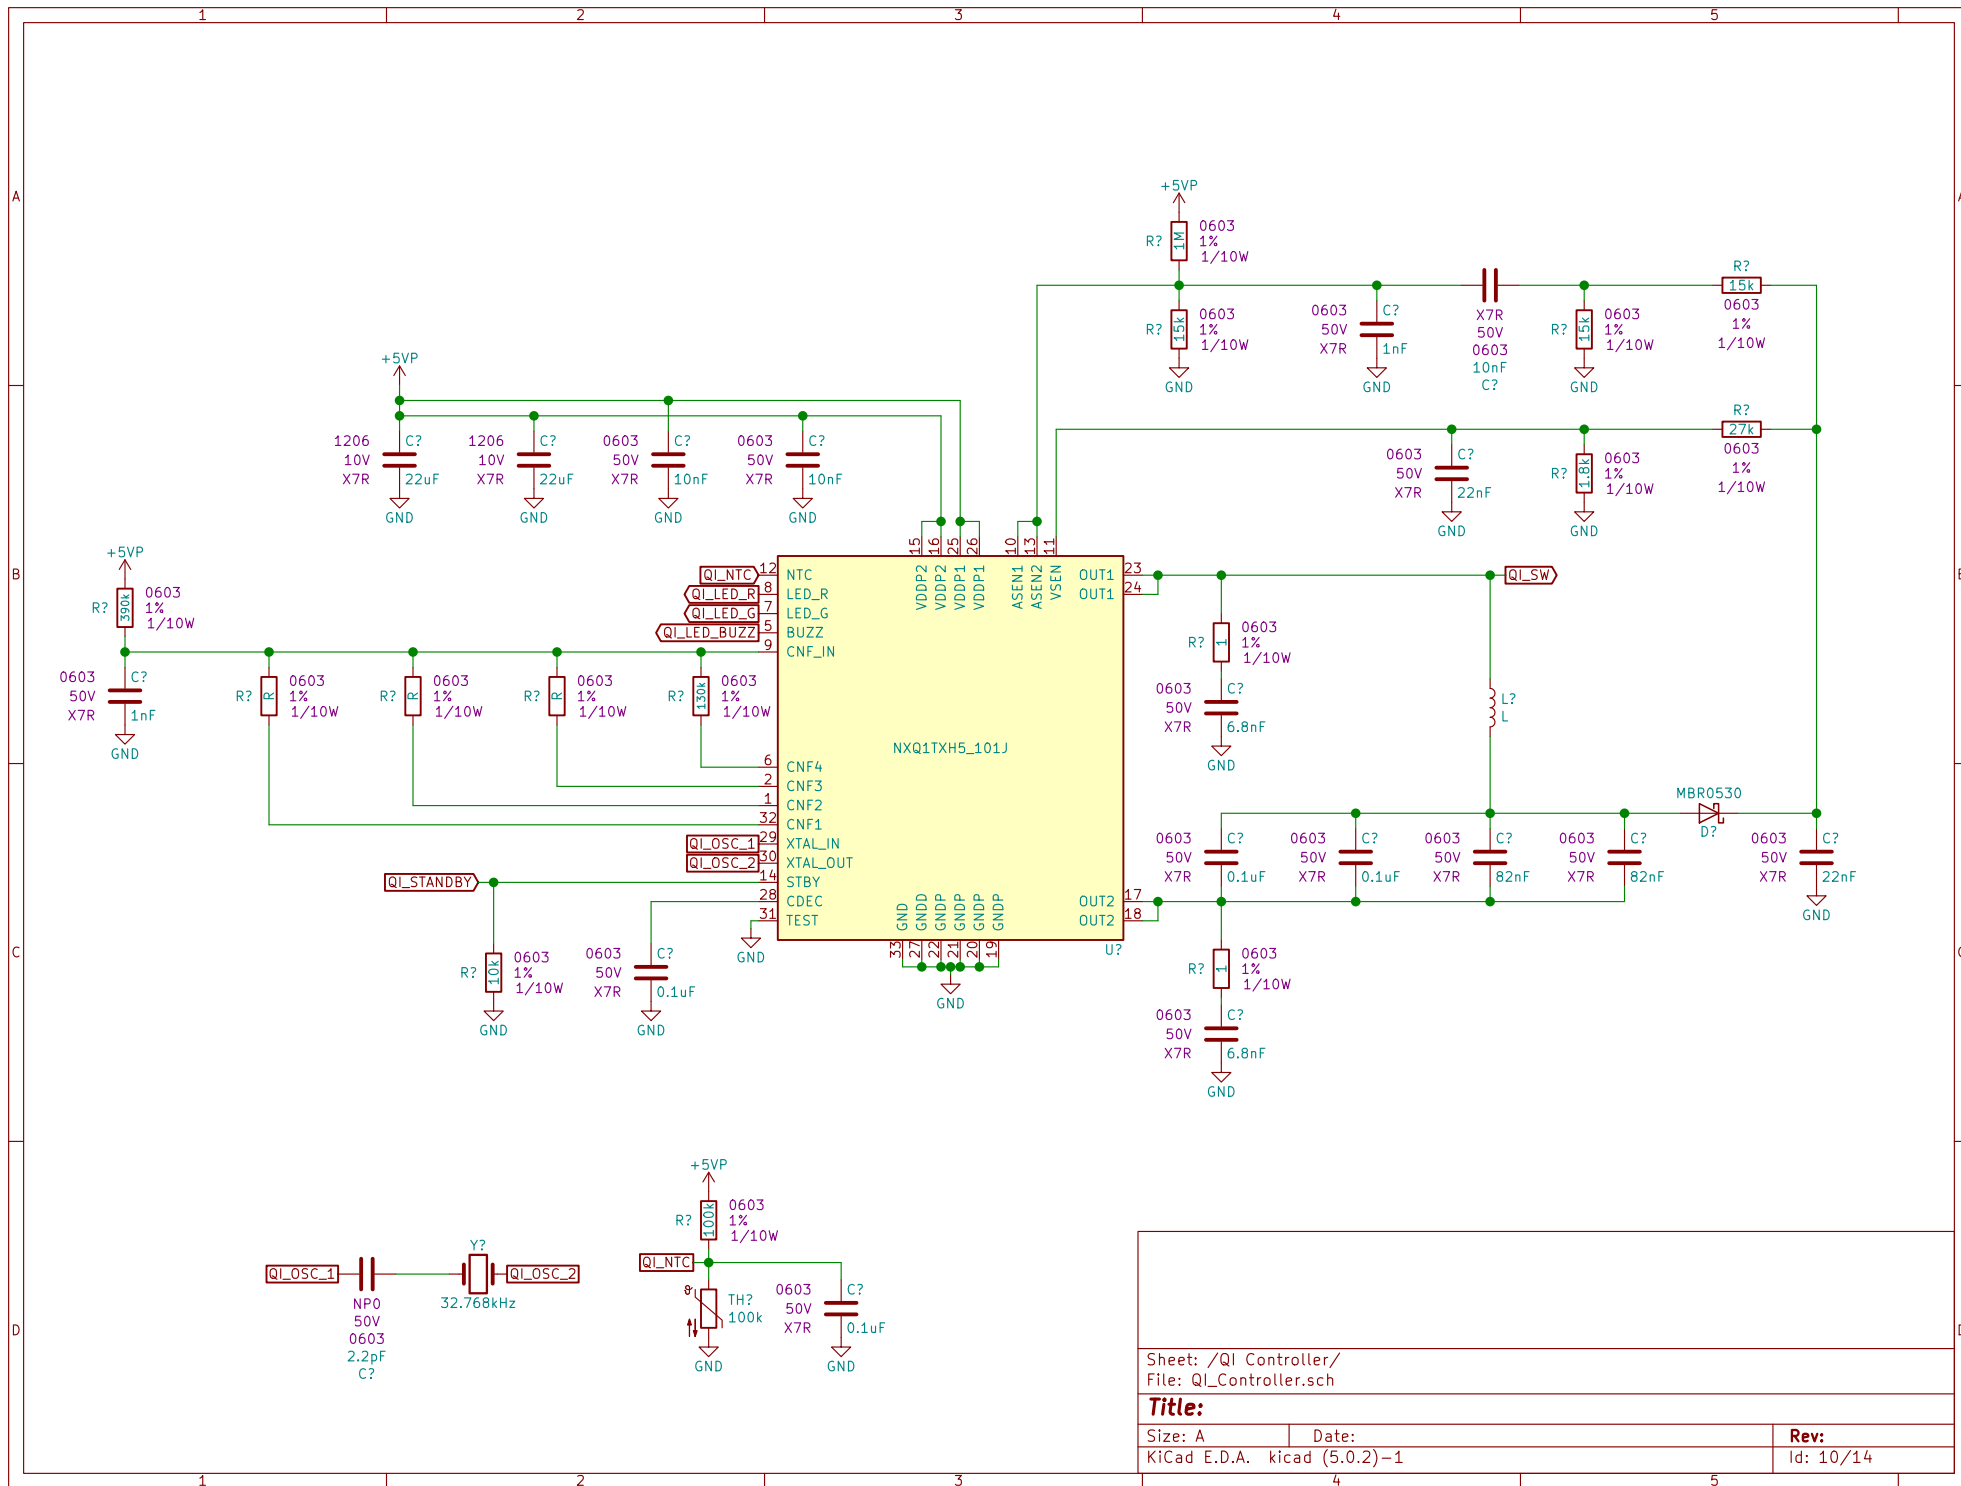 1 2 3 4 5
A
+5VP
R? 1M 0603
1%
1/10W
R? 15k 0603
1%
1/10W
GND
0603 C?
50V
X7R 1nF
GND
X7R
50V
0603
10nF
C?
R? 15k 0603
1%
1/10W
GND
R?
15k
0603
1%
1/10W
+5VP
1206 C?
10V
X7R 22uF
GND
1206 C?
10V
X7R 22uF
GND
0603 C?
50V
X7R 10nF
GND
0603 C?
50V
X7R 10nF
GND
0603 C?
50V
X7R 22nF
GND
R? 1.8k 0603
1%
1/10W
GND
R?
27k
0603
1%
1/10W
B
+5VP
R? 390k 0603
1%
1/10W
0603 C?
50V
X7R 1nF
GND
R? R 0603
1%
1/10W
R? R 0603
1%
1/10W
R? R 0603
1%
1/10W
R? 130k 0603
1%
1/10W
15 16 25 26 10 13 11
VDDP2 VDDP2 VDDP1 VDDP1 ASEN1 ASEN2 VSEN
QI_NTC 12 NTC
QI_LED_R 8 LED_R
QI_LED_G 7 LED_G
QI_LED_BUZZ 5 BUZZ
9 CNF_IN
6 CNF4
2 CNF3
1 CNF2
32 CNF1
QI_OSC_1 29 XTAL_IN
QI_OSC_2 30 XTAL_OUT
QI_STANDBY 14 STBY
28 CDEC
31 TEST
GND
NXQ1TXH5_101J
OUT1 23
OUT1 24
OUT2 17
OUT2 18
U?
GND GNDD GNDP GNDP GNDP GNDP
33 27 22 21 20 19
GND
QI_SW
R? 1 0603
1%
1/10W
0603 C?
50V
X7R 6.8nF
GND
L?
L
MBR0530
D?
0603 C?
50V
X7R 0.1uF
0603 C?
50V
X7R 0.1uF
0603 C?
50V
X7R 82nF
0603 C?
50V
X7R 82nF
0603 C?
50V
X7R 22nF
GND
C
R? 10k 0603
1%
1/10W
GND
0603 C?
50V
X7R 0.1uF
GND
R? 1 0603
1%
1/10W
0603 C?
50V
X7R 6.8nF
GND
D
QI_OSC_1
NP0
50V
0603
2.2pF
C?
Y?
32.768kHz
QI_OSC_2
+5VP
R? 100k 0603
1%
1/10W
QI_NTC
TH?
100k
GND
0603 C?
50V
X7R 0.1uF
GND
Sheet: /QI Controller/
File: QI_Controller.sch
Title:
Size: A Date: Rev:
KiCad E.D.A. kicad (5.0.2)-1 Id: 10/14
1 2 3 4 5